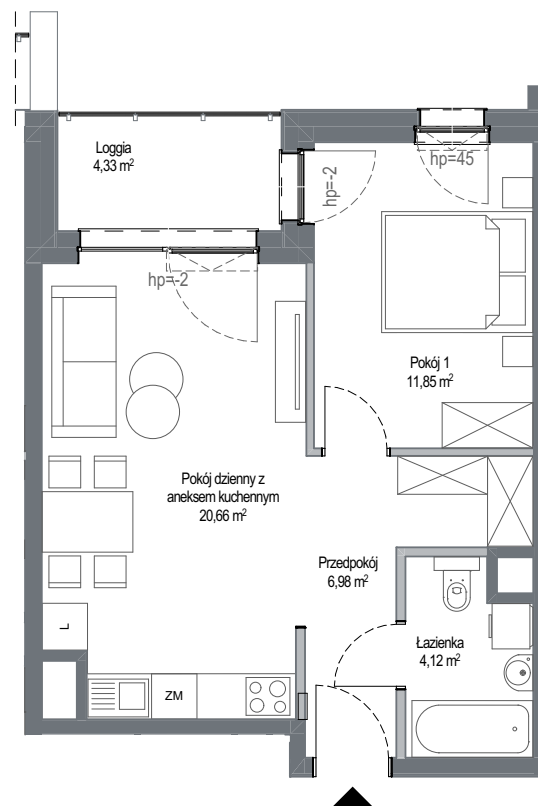 Loggia
4,33 m²
hp=-2
hp=45
hp=-2
Pokój 1
11,85 m²
Pokój dzienny z
aneksem kuchennym
20,66 m²
Przedpokój
6,98 m²
Łazienka
4,12 m²
L
ZM